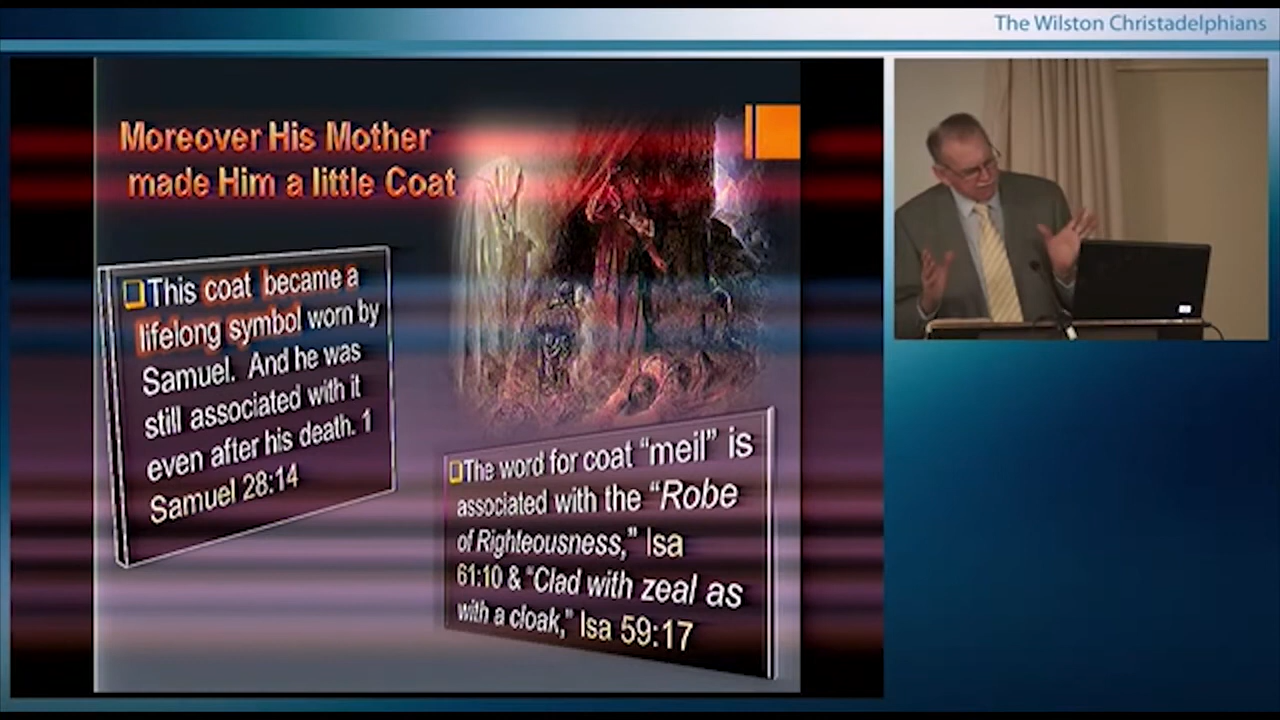 The Wilston Christadelphians
Moreover His Mother
made Him a little Coat
This coat became a
lifelong symbol worn by
Samuel. And he was
still associated with it
even after his death. 1
Samuel 28:14
The word for coat “meil” is
associated with the “Robe
of Righteousness,” Isa
61:10 & “Clad with zeal as
with a cloak,” Isa 59:17